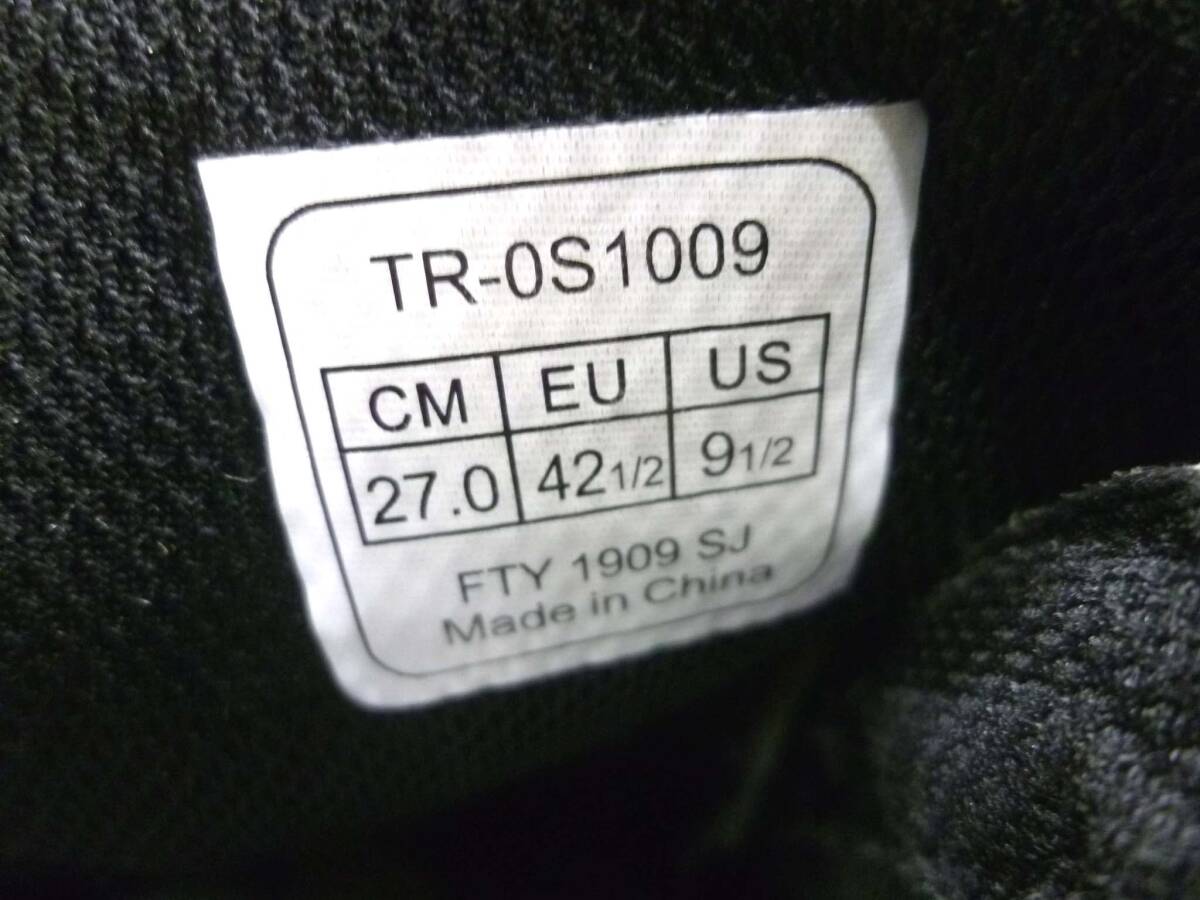 TR-0S1009
CM EU US
27.0 42 1/2 9 1/2
FTY 1909 SJ
Made in China